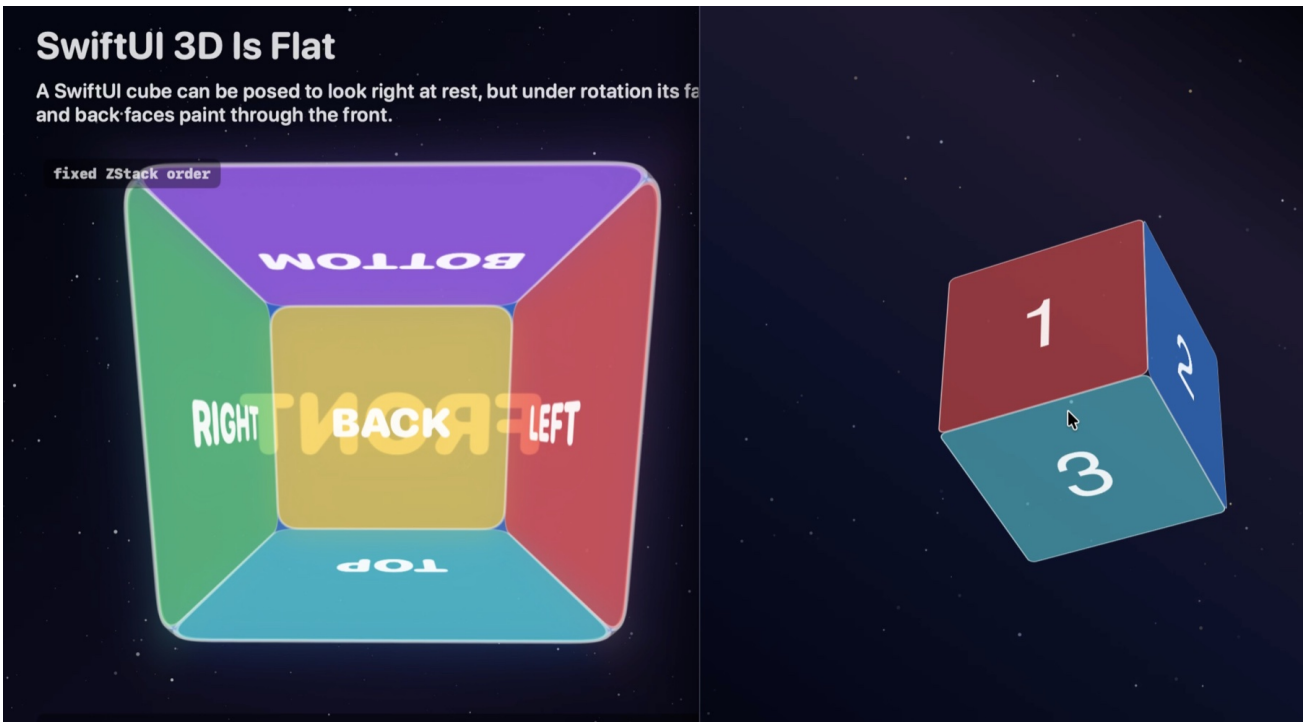 SwiftUI 3D Is Flat
A SwiftUI cube can be posed to look right at rest, but under rotation its fa
and back faces paint through the front.
fixed ZStack order
BOTTOM
RIGHT
FRONT
BACK
LEFT
TOP
1
2
3